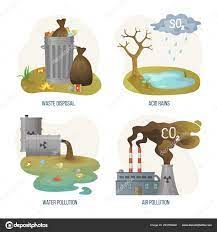 SO₂
WASTE DISPOSAL
ACID RAINS
CO₂
WATER POLLUTION
AIR POLLUTION
depositphotos